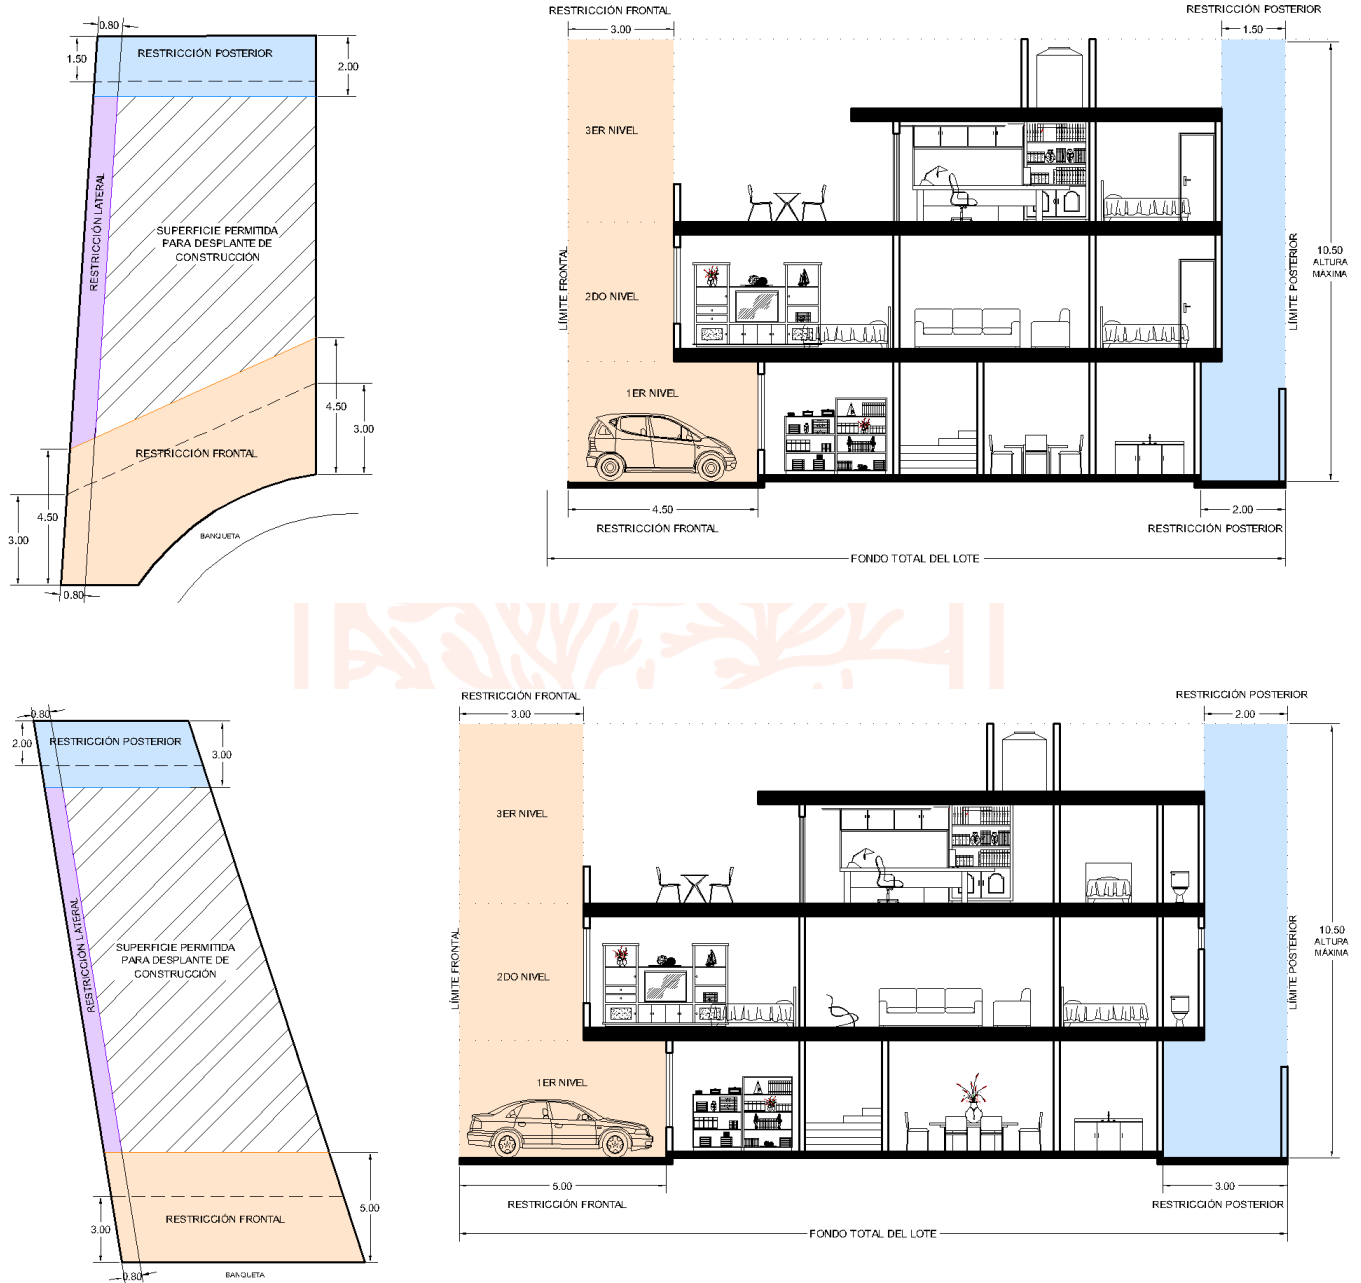 0.80
1.50
RESTRICCIÓN POSTERIOR
2.00
RESTRICCIÓN LATERAL
SUPERFICIE PERMITIDA
PARA DESPLANTE DE
CONSTRUCCIÓN
4.50
3.00
RESTRICCIÓN FRONTAL
4.50
3.00
BANQUETA
0.80
RESTRICCIÓN FRONTAL
3.00
RESTRICCIÓN POSTERIOR
1.50
3ER NIVEL
LÍMITE FRONTAL
2DO NIVEL
LÍMITE POSTERIOR
10.50
ALTURA
MÁXIMA
1ER NIVEL
4.50
RESTRICCIÓN FRONTAL
2.00
RESTRICCIÓN POSTERIOR
FONDO TOTAL DEL LOTE
0.80
2.00
RESTRICCIÓN POSTERIOR
3.00
RESTRICCIÓN LATERAL
SUPERFICIE PERMITIDA
PARA DESPLANTE DE
CONSTRUCCIÓN
5.00
3.00
RESTRICCIÓN FRONTAL
0.80
BANQUETA
RESTRICCIÓN FRONTAL
3.00
RESTRICCIÓN POSTERIOR
2.00
3ER NIVEL
LÍMITE FRONTAL
2DO NIVEL
LÍMITE POSTERIOR
10.50
ALTURA
MÁXIMA
1ER NIVEL
5.00
RESTRICCIÓN FRONTAL
3.00
RESTRICCIÓN POSTERIOR
FONDO TOTAL DEL LOTE